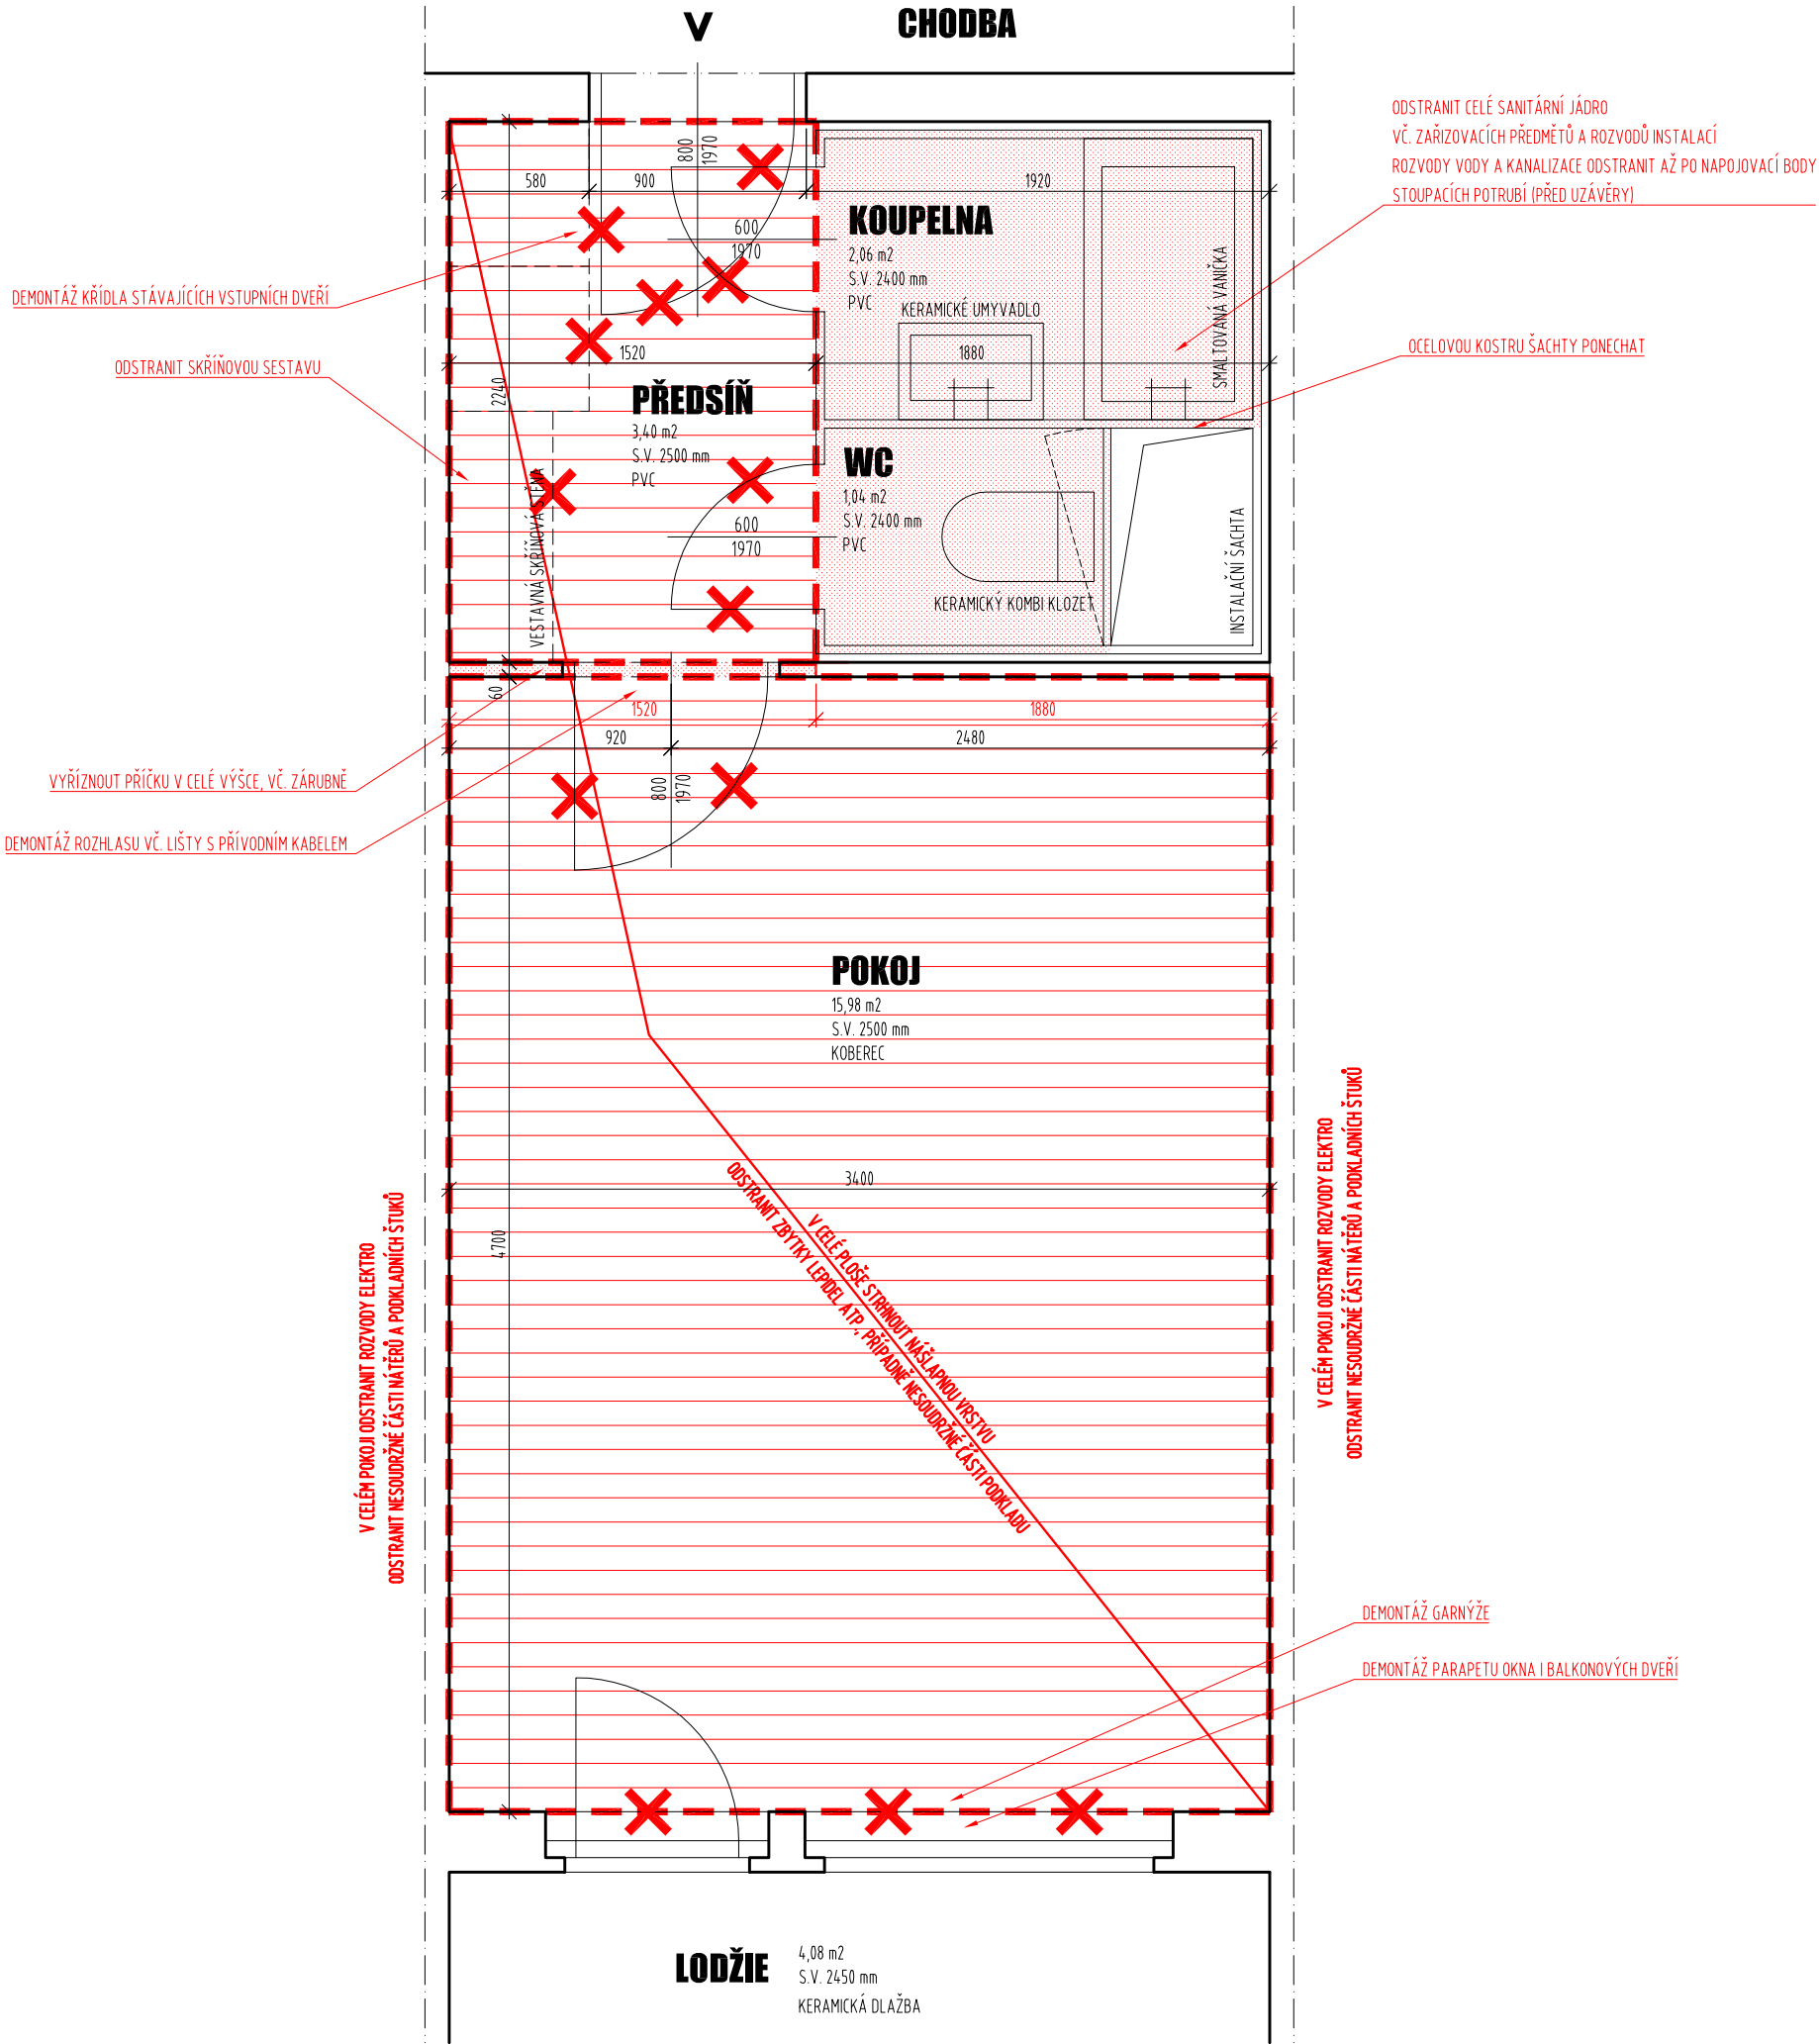 V
CHODBA
ODSTRANIT CELÉ SANITÁRNÍ JÁDRO
VČ. ZAŘIZOVACÍCH PŘEDMĚTŮ A ROZVODŮ INSTALACÍ
ROZVODY VODY A KANALIZACE ODSTRANIT AŽ PO NAPOJOVACÍ BODY
STOUPACÍCH POTRUBÍ (PŘED UZÁVĚRY)
800
1970
580
900
1920
KOUPELNA
2,06 m2
S.V. 2400 mm
PVC
600
1970
KERAMICKÉ UMYVADLO
SMALTOVANÁ VANIČKA
DEMONTÁŽ KŘÍDLA STÁVAJÍCÍCH VSTUPNÍCH DVEŘÍ
ODSTRANIT SKŘÍŇOVOU SESTAVU
OCELOVOU KOSTRU ŠACHTY PONECHAT
1520
1880
2240
PŘEDSÍŇ
3,40 m2
S.V. 2500 mm
PVC
WC
1,04 m2
S.V. 2400 mm
PVC
600
1970
VESTAVNÁ SKŘÍŇOVÁ STĚNA
KERAMICKÝ KOMBI KLOZET
INSTALAČNÍ ŠACHTA
60
1520
1880
920
2480
800
1970
VYŘÍZNOUT PŘÍČKU V CELÉ VÝŠCE, VČ. ZÁRUBNĚ
DEMONTÁŽ ROZHLASU VČ. LIŠTY S PŘÍVODNÍM KABELEM
POKOJ
15,98 m2
S.V. 2500 mm
KOBEREC
3400
4700
V CELÉ PLOŠE STRHNOUT NÁŠLAPNOU VRSTVU
ODSTRANIT ZBYTKY LEPIDEL ATP., PŘÍPADNĚ NESOUDRŽNÉ ČÁSTI PODKLADU
V CELÉM POKOJI ODSTRANIT ROZVODY ELEKTRO
ODSTRANIT NESOUDRŽNÉ ČÁSTI NÁTĚRŮ A PODKLADNÍCH ŠTUKŮ
V CELÉM POKOJI ODSTRANIT ROZVODY ELEKTRO
ODSTRANIT NESOUDRŽNÉ ČÁSTI NÁTĚRŮ A PODKLADNÍCH ŠTUKŮ
DEMONTÁŽ GARNÝŽE
DEMONTÁŽ PARAPETU OKNA I BALKONOVÝCH DVEŘÍ
LODŽIE
4,08 m2
S.V. 2450 mm
KERAMICKÁ DLAŽBA